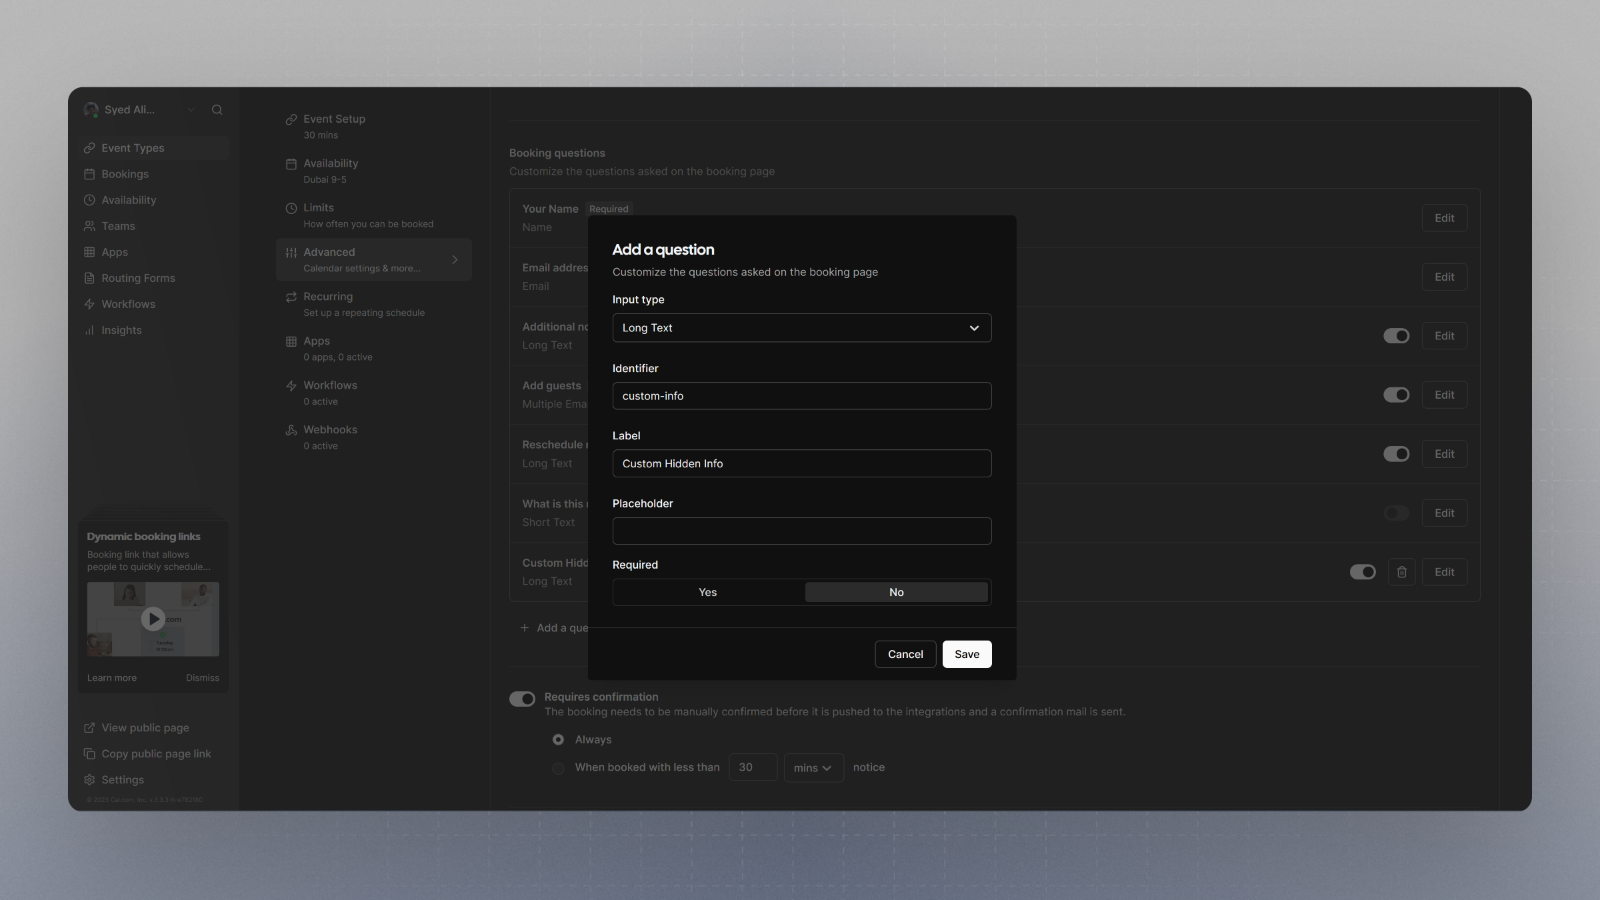 Syed Ali...
Event Types
Bookings
Availability
Teams
Apps
Routing Forms
Workflows
Insights
Dynamic booking links
Booking link that allows
people to quickly schedule...
.com
Learn more
Dismiss
View public page
Copy public page link
Settings
Event Setup
30 mins
Availability
Dubai 9-5
Limits
How often you can be booked
Advanced
Calendar settings & more...
Recurring
Set up a repeating schedule
Apps
0 apps, 0 active
Workflows
0 active
Webhooks
0 active
Booking questions
Customize the questions asked on the booking page
Your Name Required
Name
Edit
Email addres
Email
Edit
Additional no
Long Text
Edit
Add guests
Multiple Ema
Edit
Reschedule
Long Text
Edit
What is this
Short Text
Edit
Custom Hidd
Long Text
Edit
+ Add a que
Add a question
Customize the questions asked on the booking page
Input type
Long Text
Identifier
custom-info
Label
Custom Hidden Info
Placeholder
Required
Yes
No
Cancel
Save
Requires confirmation
The booking needs to be manually confirmed before it is pushed to the integrations and a confirmation mail is sent.
Always
When booked with less than 30 mins notice